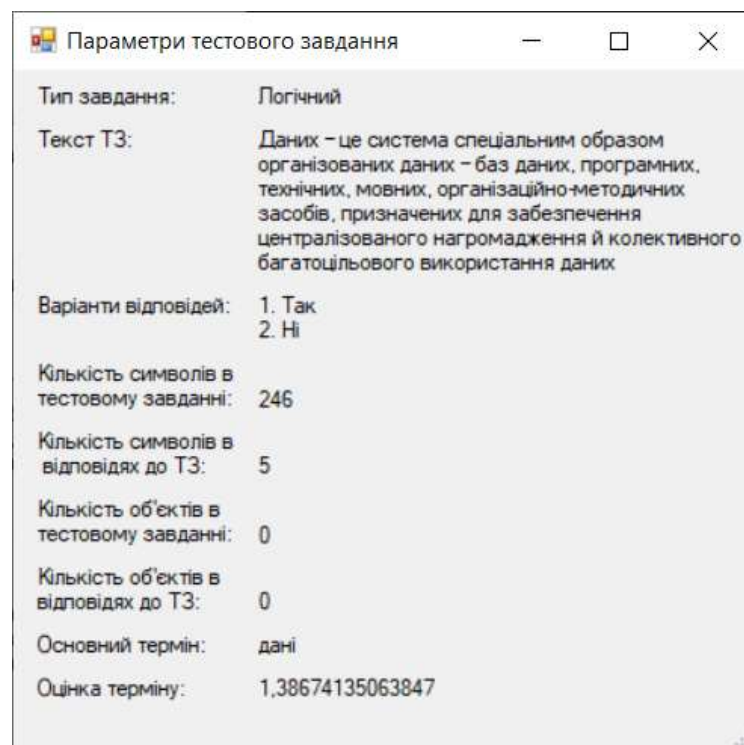 Параметри тестового завдання
Тип завдання: Логічний
Текст ТЗ: Даних – це система спеціальним образом
організованих даних – баз даних, програмних,
технічних, мовних, організаційно-методичних
засобів, призначених для забезпечення
централізованого нагромадження й колективного
багатоцільового використання даних
Варіанти відповідей: 1. Так
2. Ні
Кількість символів в
тестовому завданні: 246
Кількість символів в
відповідях до ТЗ: 5
Кількість об'єктів в
тестовому завданні: 0
Кількість об'єктів в
відповідях до ТЗ: 0
Основний термін: дані
Оцінка терміну: 1,38674135063847